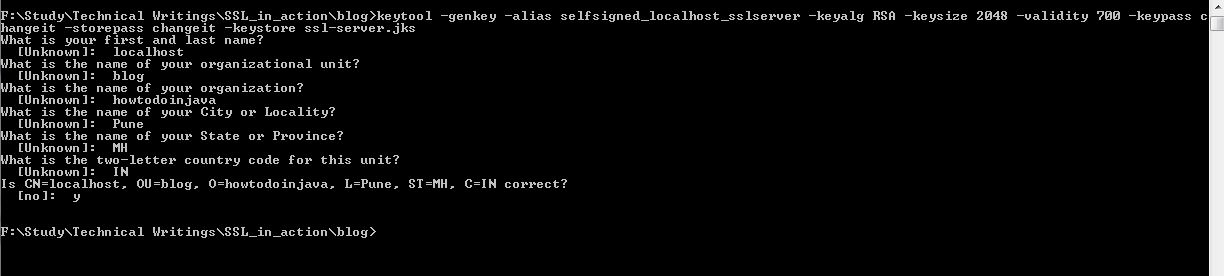 F:\Study\Technical Writings\SSL_in_action\blog>keytool -genkey -alias selfsigned_localhost_sslserver -keyalg RSA -keysize 2048 -validity 700 -keypass c
hangeit -storepass changeit -keystore ssl-server.jks
What is your first and last name?
  [Unknown]:  localhost
What is the name of your organizational unit?
  [Unknown]:  blog
What is the name of your organization?
  [Unknown]:  howtodoinjava
What is the name of your City or Locality?
  [Unknown]:  Pune
What is the name of your State or Province?
  [Unknown]:  MH
What is the two-letter country code for this unit?
  [Unknown]:  IN
Is CN=localhost, OU=blog, O=howtodoinjava, L=Pune, ST=MH, C=IN correct?
  [no]:  y
F:\Study\Technical Writings\SSL_in_action\blog>